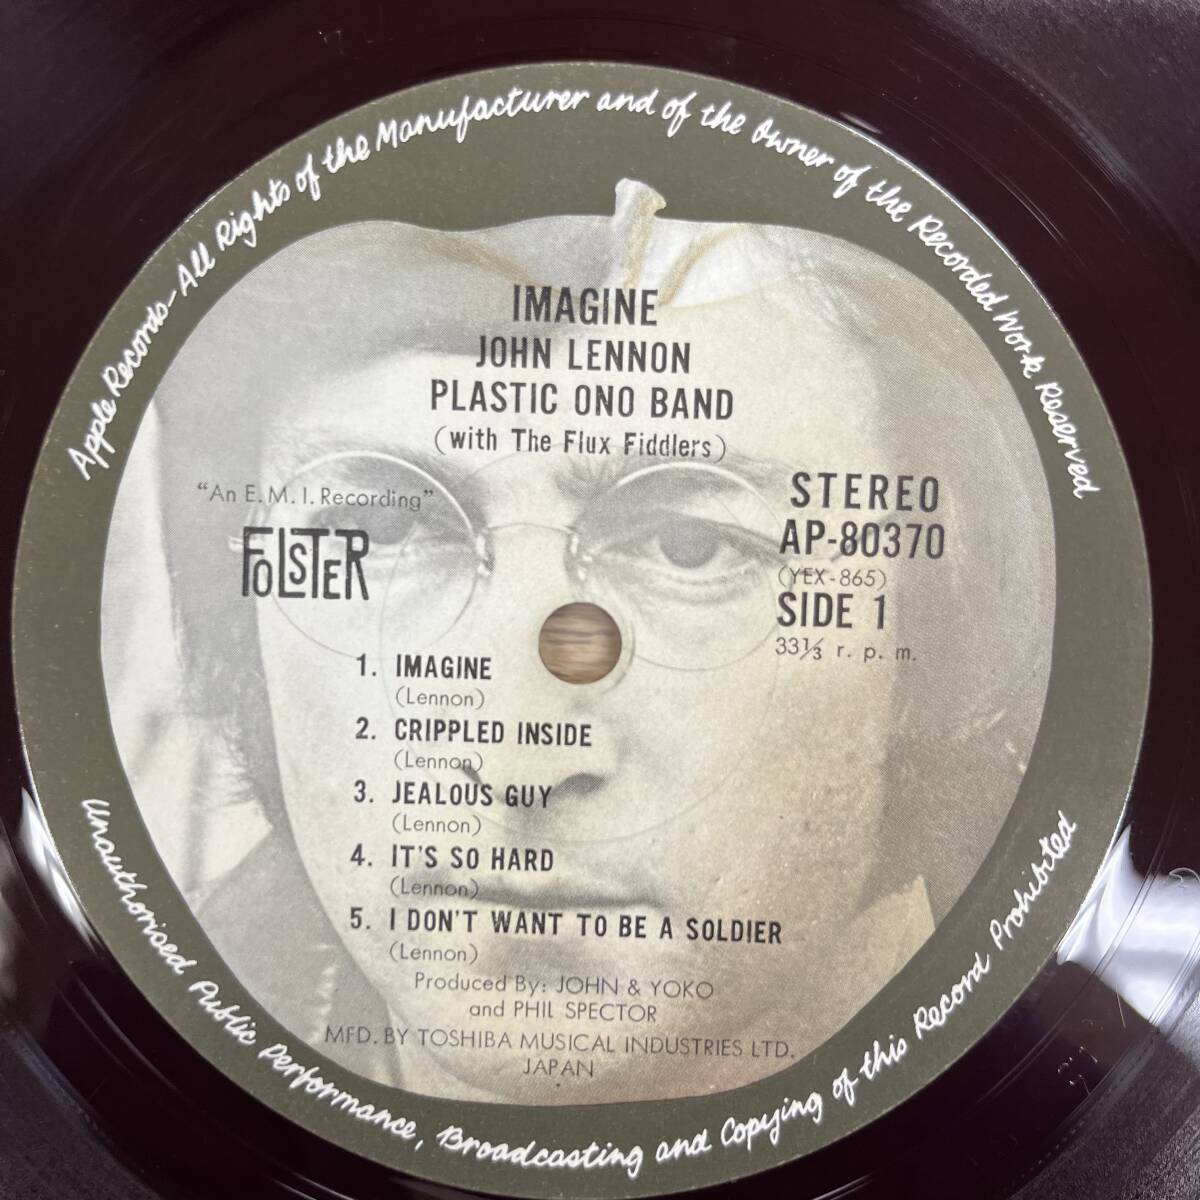 Apple Records-All Rights of the Manufacturer and of the Owner of the Recorded Work Reserved
IMAGINE
JOHN LENNON
PLASTIC ONO BAND
(with The Flux Fiddlers)
"An E.M.I.Recording"
FOLSTER
STEREO
AP-80370
(YEX-865)
SIDE 1
33⅓ r. p. m.
1. IMAGINE
(Lennon)
2. CRIPPLED INSIDE
(Lennon)
3. JEALOUS GUY
(Lennon)
4. IT'S SO HARD
(Lennon)
5. I DON'T WANT TO BE A SOLDIER
(Lennon)
Produced By: JOHN & YOKO
and PHIL SPECTOR
MFD. BY TOSHIBA MUSICAL INDUSTRIES LTD.
JAPAN
Unauthorised Public Performance, Broadcasting and Copying of this Record Prohibited